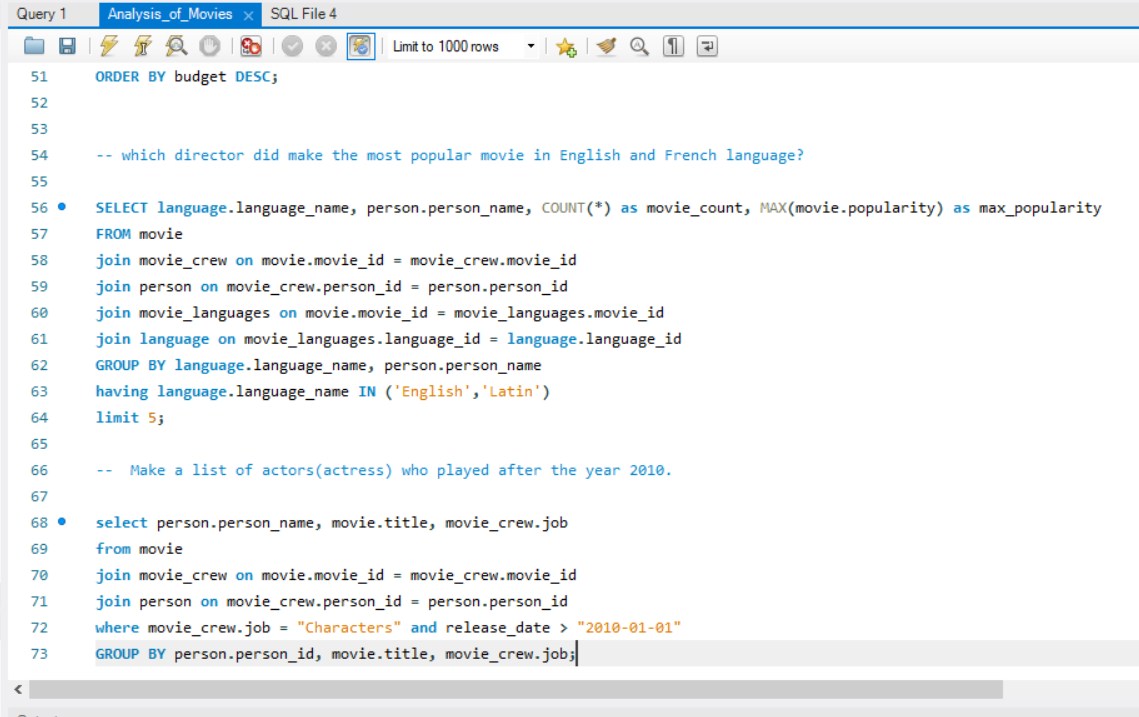 Query 1 Analysis_of_Movies × SQL File 4
Limit to 1000 rows
51 ORDER BY budget DESC;
52
53
54 -- which director did make the most popular movie in English and French language?
55
56 SELECT language.language_name, person.person_name, COUNT(*) as movie_count, MAX(movie.popularity) as max_popularity
57 FROM movie
58 join movie_crew on movie.movie_id = movie_crew.movie_id
59 join person on movie_crew.person_id = person.person_id
60 join movie_languages on movie.movie_id = movie_languages.movie_id
61 join language on movie_languages.language_id = language.language_id
62 GROUP BY language.language_name, person.person_name
63 having language.language_name IN ('English','Latin')
64 limit 5;
65
66 --  Make a list of actors(actress) who played after the year 2010.
67
68 select person.person_name, movie.title, movie_crew.job
69 from movie
70 join movie_crew on movie.movie_id = movie_crew.movie_id
71 join person on movie_crew.person_id = person.person_id
72 where movie_crew.job = "Characters" and release_date > "2010-01-01"
73 GROUP BY person.person_id, movie.title, movie_crew.job;